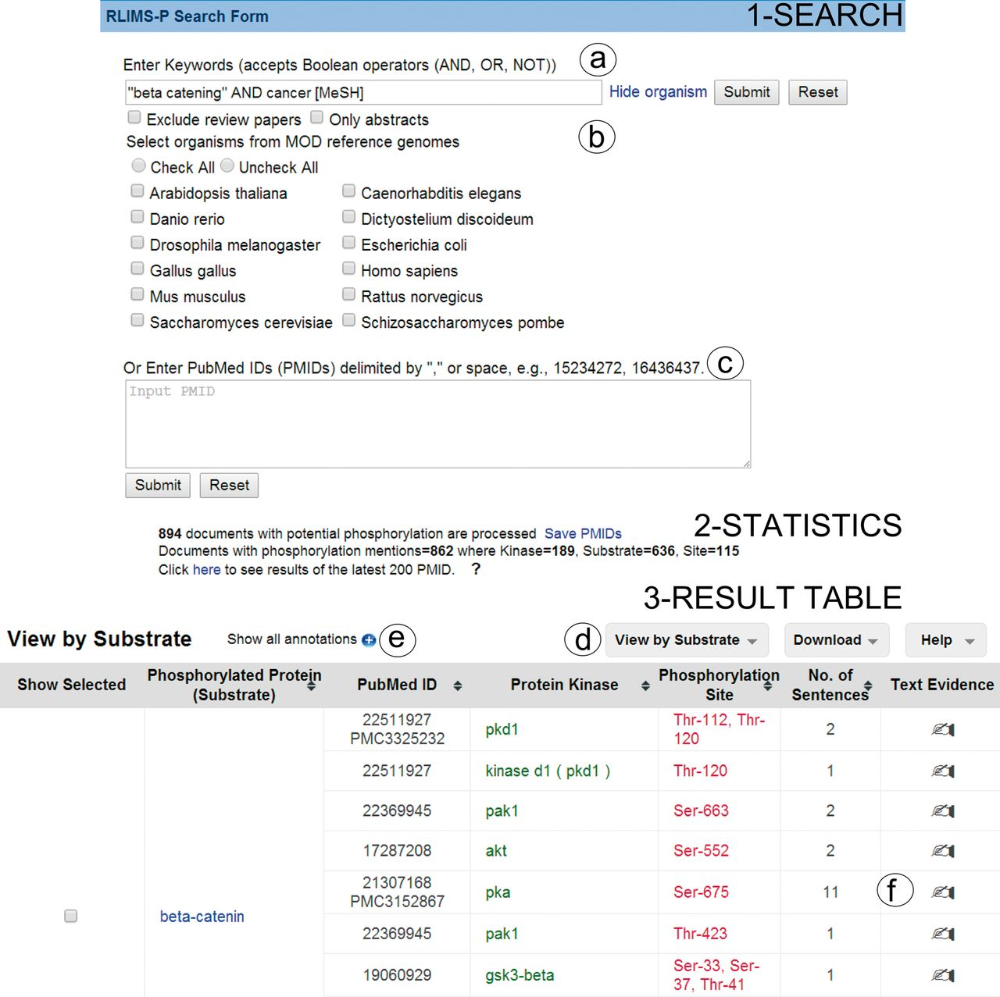 RLIMS-P Search Form 1-SEARCH
Enter Keywords (accepts Boolean operators (AND, OR, NOT)) a
"beta catening" AND cancer [MeSH] Hide organism Submit Reset
Exclude review papers Only abstracts
Select organisms from MOD reference genomes b
Check All Uncheck All
Arabidopsis thaliana Caenorhabditis elegans
Danio rerio Dictyostelium discoideum
Drosophila melanogaster Escherichia coli
Gallus gallus Homo sapiens
Mus musculus Rattus norvegicus
Saccharomyces cerevisiae Schizosaccharomyces pombe
Or Enter PubMed IDs (PMIDs) delimited by "," or space, e.g., 15234272, 16436437. c
Input PMID
Submit Reset
2-STATISTICS
894 documents with potential phosphorylation are processed Save PMIDs
Documents with phosphorylation mentions=862 where Kinase=189, Substrate=636, Site=115
Click here to see results of the latest 200 PMID. ?
3-RESULT TABLE
View by Substrate Show all annotations e d View by Substrate Download Help
Show Selected Phosphorylated Protein (Substrate) PubMed ID Protein Kinase Phosphorylation Site No. of Sentences Text Evidence
22511927 PMC3325232 pkd1 Thr-112, Thr-120 2
22511927 kinase d1 ( pkd1 ) Thr-120 1
22369945 pak1 Ser-663 2
17287208 akt Ser-552 2
21307168 PMC3152867 pka Ser-675 11 f
beta-catenin
22369945 pak1 Thr-423 1
19060929 gsk3-beta Ser-33, Ser-37, Thr-41 1